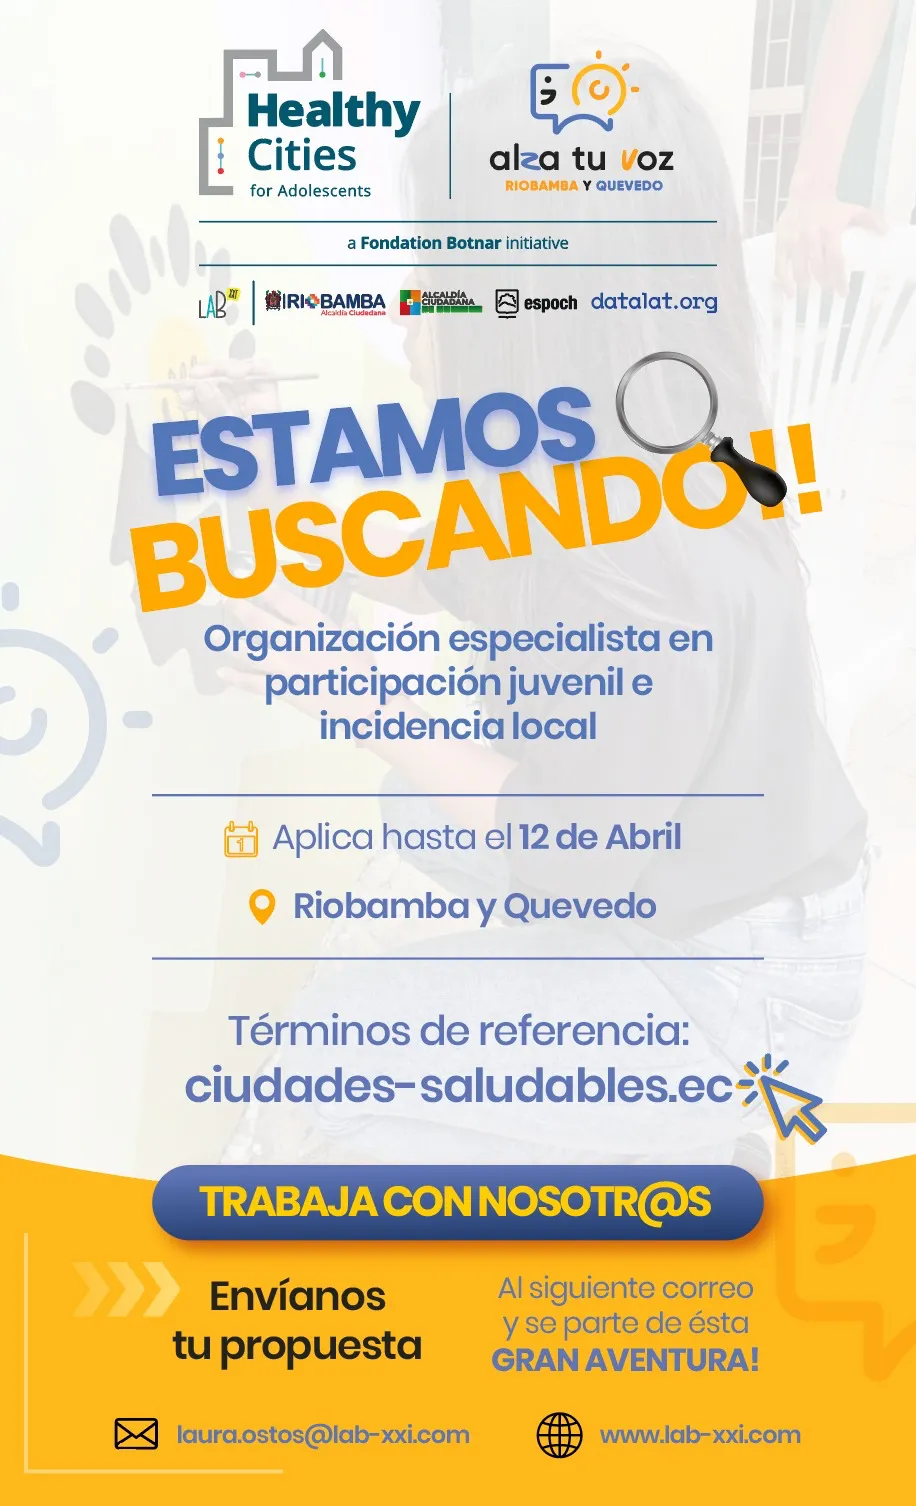 Healthy
Cities
for Adolescents
alza tu voz
RIOBAMBA Y QUEVEDO
a Fondation Botnar initiative
LAB XXI
RIOBAMBA
Alcaldía Ciudadana
ALCALDÍA
CIUDADANA
espoch
datalat.org
ESTAMOS
BUSCANDO!!
Organización especialista en
participación juvenil e
incidencia local
1
Aplica hasta el 12 de Abril
Riobamba y Quevedo
Términos de referencia:
ciudades-saludables.ec
TRABAJA CON NOSOTR@S
Envíanos
tu propuesta
Al siguiente correo
y se parte de ésta
GRAN AVENTURA!
laura.ostos@lab-xxi.com
www.lab-xxi.com